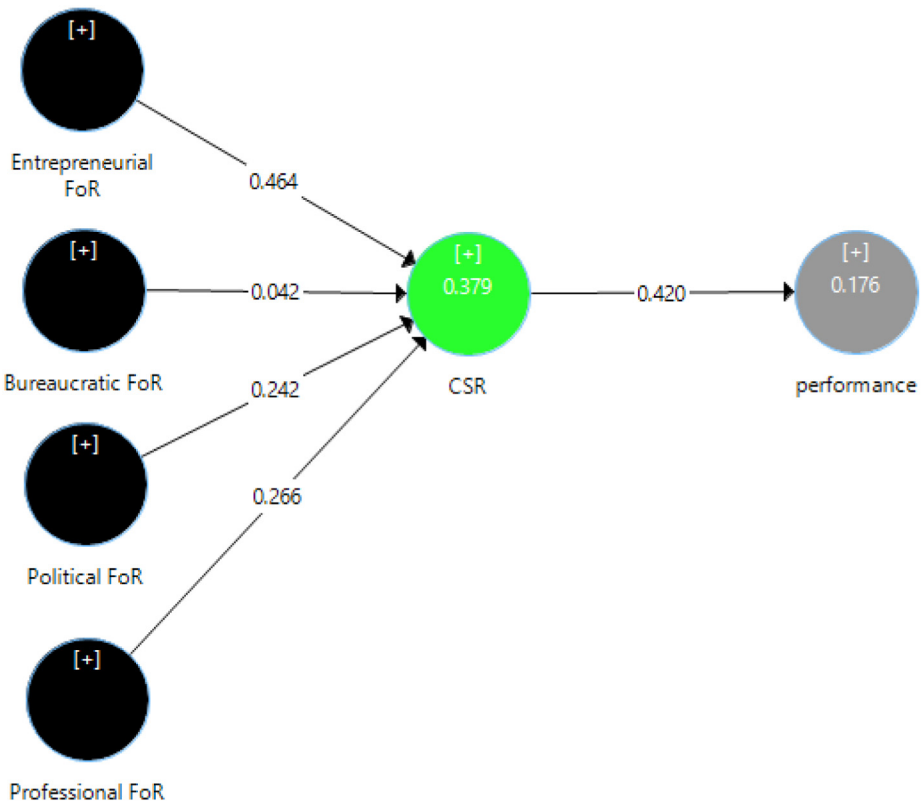 [+]
Entrepreneurial
FoR
0.464
[+]
Bureaucratic FoR
0.042
[+]
Political FoR
0.242
[+]
Professional FoR
0.266
[+]
0.379
CSR
0.420
[+]
0.176
performance